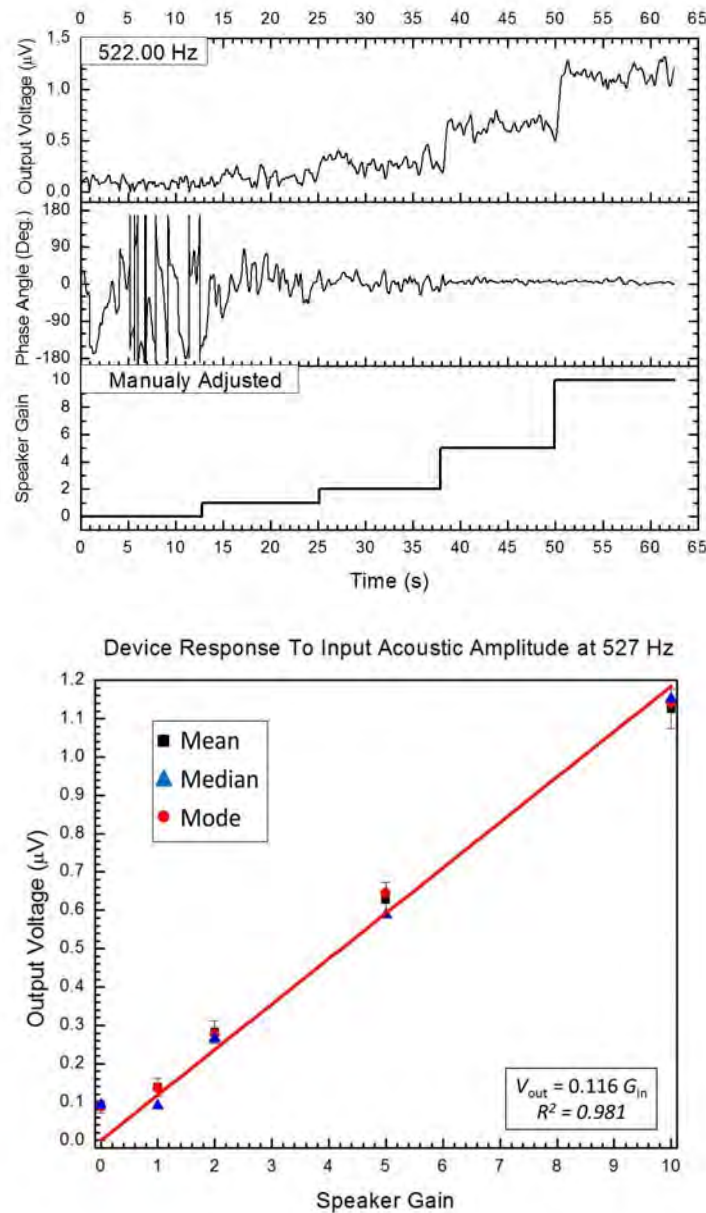 0 5 10 15 20 25 30 35 40 45 50 55 60 65
522.00 Hz
Output Voltage (μV)
1.5
1.0
0.5
0.0
Phase Angle (Deg.)
180
90
0
-90
-180
Manualy Adjusted
Speaker Gain
10
8
6
4
2
0
0 5 10 15 20 25 30 35 40 45 50 55 60 65
Time (s)
Device Response To Input Acoustic Amplitude at 527 Hz
Output Voltage (μV)
1.2
1.1
1.0
0.9
0.8
0.7
0.6
0.5
0.4
0.3
0.2
0.1
0.0
Mean
Median
Mode
V_out = 0.116 G_in
R² = 0.981
0 1 2 3 4 5 6 7 8 9 10
Speaker Gain